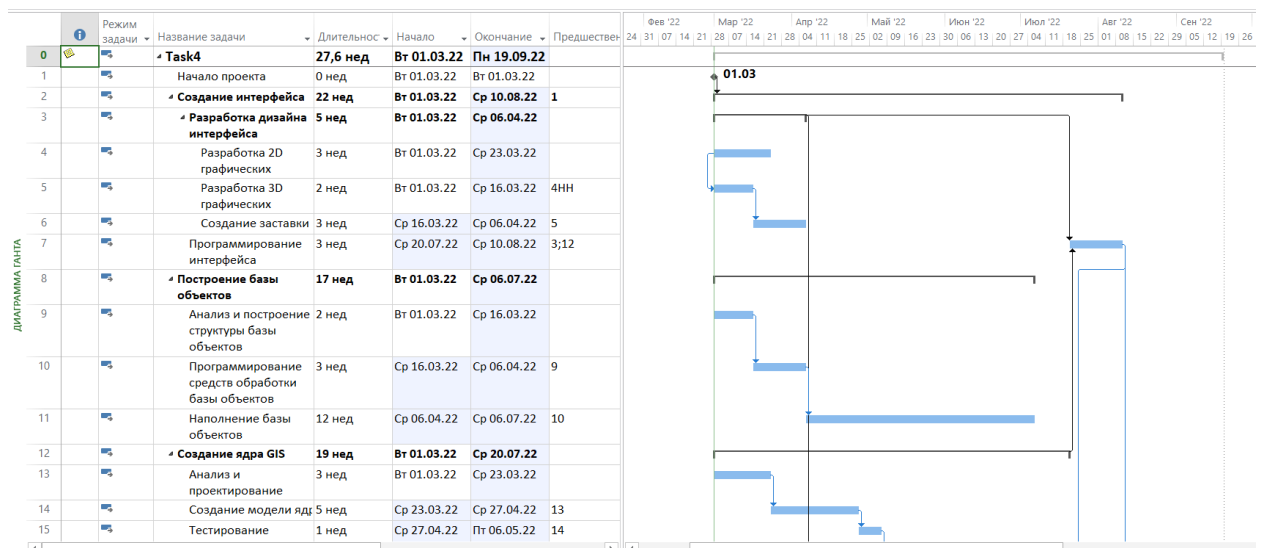 Режим
задачи Название задачи Длительнос Начало Окончание Предшествен
Фев '22 Мар '22 Апр '22 Май '22 Июн '22 Июл '22 Авг '22 Сен '22
24 31 07 14 21 28 07 14 21 28 04 11 18 25 02 09 16 23 30 06 13 20 27 04 11 18 25 01 08 15 22 29 05 12 19 26
0 Task4 27,6 нед Вт 01.03.22 Пн 19.09.22
1 Начало проекта 0 нед Вт 01.03.22 Вт 01.03.22
01.03
2 Создание интерфейса 22 нед Вт 01.03.22 Ср 10.08.22 1
3 Разработка дизайна 5 нед Вт 01.03.22 Ср 06.04.22
интерфейса
4 Разработка 2D 3 нед Вт 01.03.22 Ср 23.03.22
графических
5 Разработка 3D 2 нед Вт 01.03.22 Ср 16.03.22 4НН
графических
6 Создание заставки 3 нед Ср 16.03.22 Ср 06.04.22 5
7 Программирование 3 нед Ср 20.07.22 Ср 10.08.22 3;12
интерфейса
8 Построение базы 17 нед Вт 01.03.22 Ср 06.07.22
объектов
9 Анализ и построение 2 нед Вт 01.03.22 Ср 16.03.22
структуры базы
объектов
10 Программирование 3 нед Ср 16.03.22 Ср 06.04.22 9
средств обработки
базы объектов
11 Наполнение базы 12 нед Ср 06.04.22 Ср 06.07.22 10
объектов
12 Создание ядра GIS 19 нед Вт 01.03.22 Ср 20.07.22
13 Анализ и 3 нед Вт 01.03.22 Ср 23.03.22
проектирование
14 Создание модели ядр 5 нед Ср 23.03.22 Ср 27.04.22 13
15 Тестирование 1 нед Ср 27.04.22 Пт 06.05.22 14
ДИАГРАММА ГАНТА